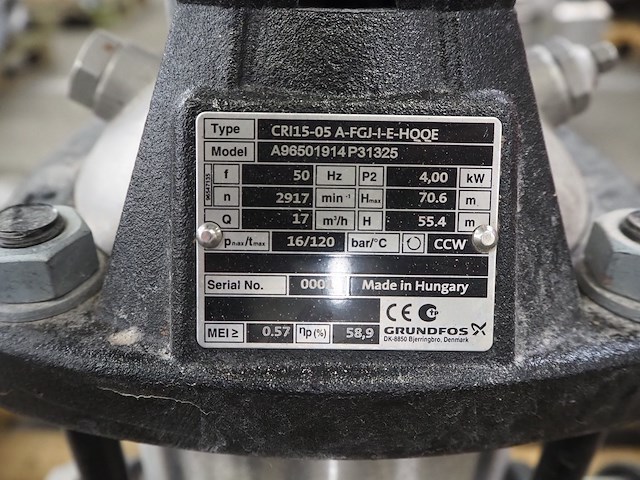 Type CRI15-05 A-FGJ-I-E-HQQE
Model A96501914P31325
f 50 Hz P2 4,00 kW
n 2917 min⁻¹ Hmax 70.6 m
Q 17 m³/h H 55.4 m
pmax/tmax 16/120 bar/°C CCW
Serial No. 000 Made in Hungary
CE
MEI ≥ 0.57 ηp(%) 58,9 GRUNDFOS X
DK-8850 Bjerringbro, Denmark